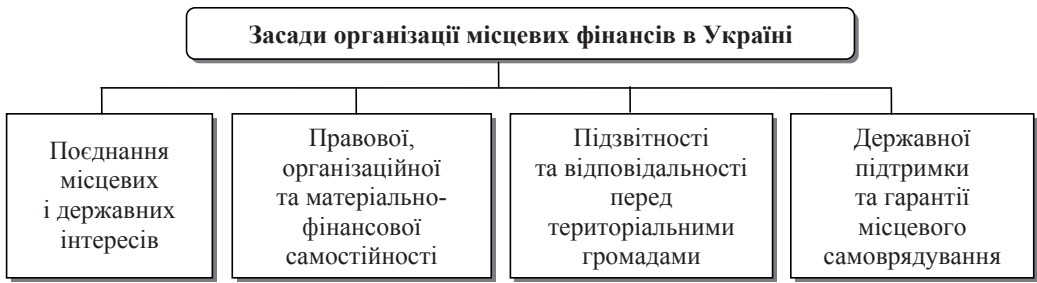 Засади організації місцевих фінансів в Україні
Поєднання
місцевих
і державних
інтересів
Правової,
організаційної
та матеріально-
фінансової
самостійності
Підзвітності
та відповідальності
перед
територіальними
громадами
Державної
підтримки
та гарантії
місцевого
самоврядування